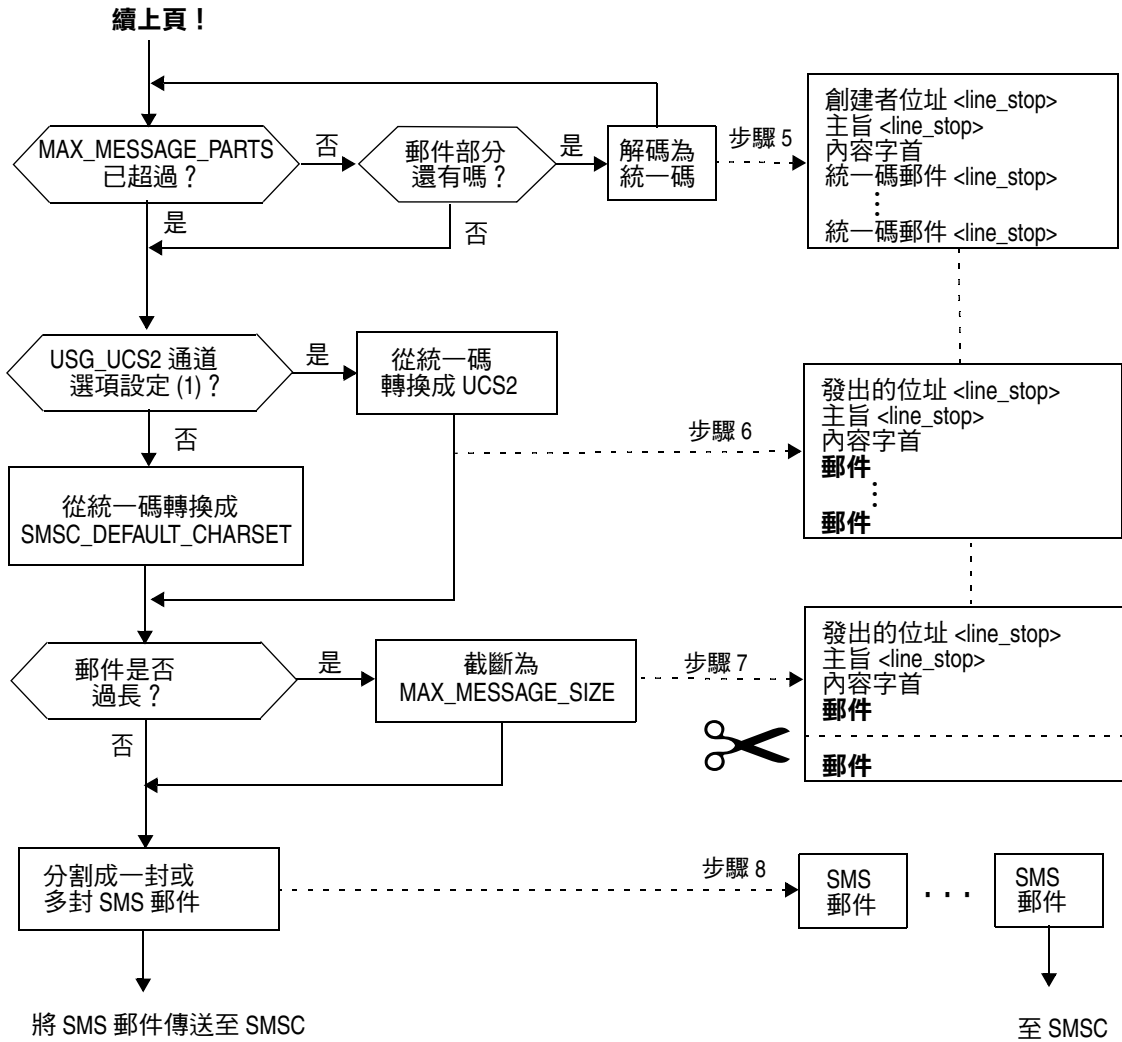 續上頁！
MAX_MESSAGE_PARTS
已超過？
否
郵件部分
還有嗎？
是
解碼為
統一碼
步驟 5
創建者位址 <line_stop>
主旨 <line_stop>
內容字首
統一碼郵件 <line_stop>
統一碼郵件 <line_stop>
是
否
USG_UCS2 通道
選項設定 (1)？
是
從統一碼
轉換成 UCS2
否
步驟 6
發出的位址 <line_stop>
主旨 <line_stop>
內容字首
郵件
郵件
從統一碼轉換成
SMSC_DEFAULT_CHARSET
郵件是否
過長？
是
截斷為
MAX_MESSAGE_SIZE
步驟 7
發出的位址 <line_stop>
主旨 <line_stop>
內容字首
郵件
郵件
否
分割成一封或
多封 SMS 郵件
步驟 8
SMS
郵件
. . .
SMS
郵件
將 SMS 郵件傳送至 SMSC
至 SMSC